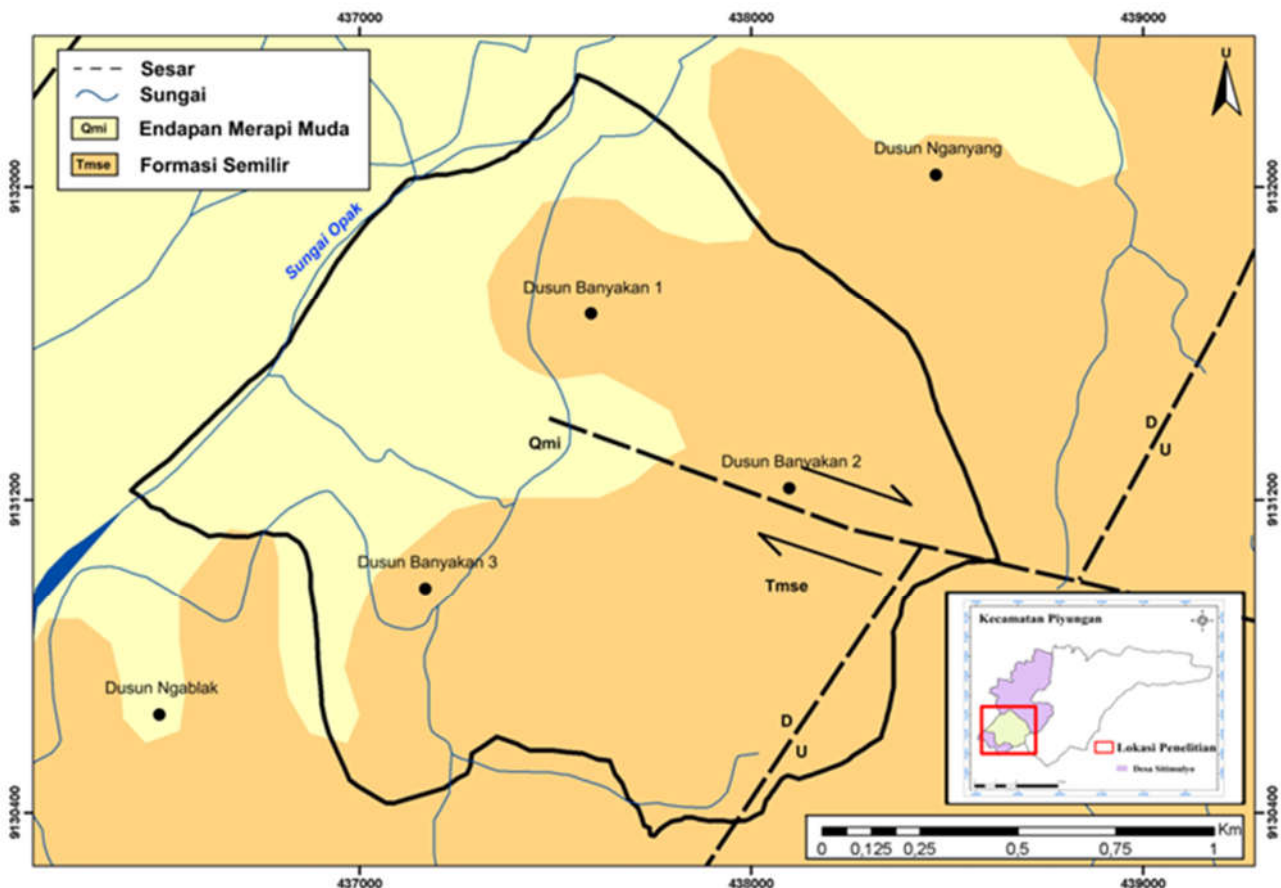 437000
438000
439000
Sesar
Sungai
Qmi
Endapan Merapi Muda
Tmse
Formasi Semilir
U
Dusun Nganyang
9132000
9132000
Sungai Opak
Dusun Banyakan 1
D
U
Qmi
Dusun Banyakan 2
9131200
9131200
Dusun Banyakan 3
Tmse
Kecamatan Piyungan
Dusun Ngablak
D
U
Lokasi Penelitian
Desa Sitimulyo
9130400
9130400
Km
0
0,125
0,25
0,5
0,75
1
437000
438000
439000